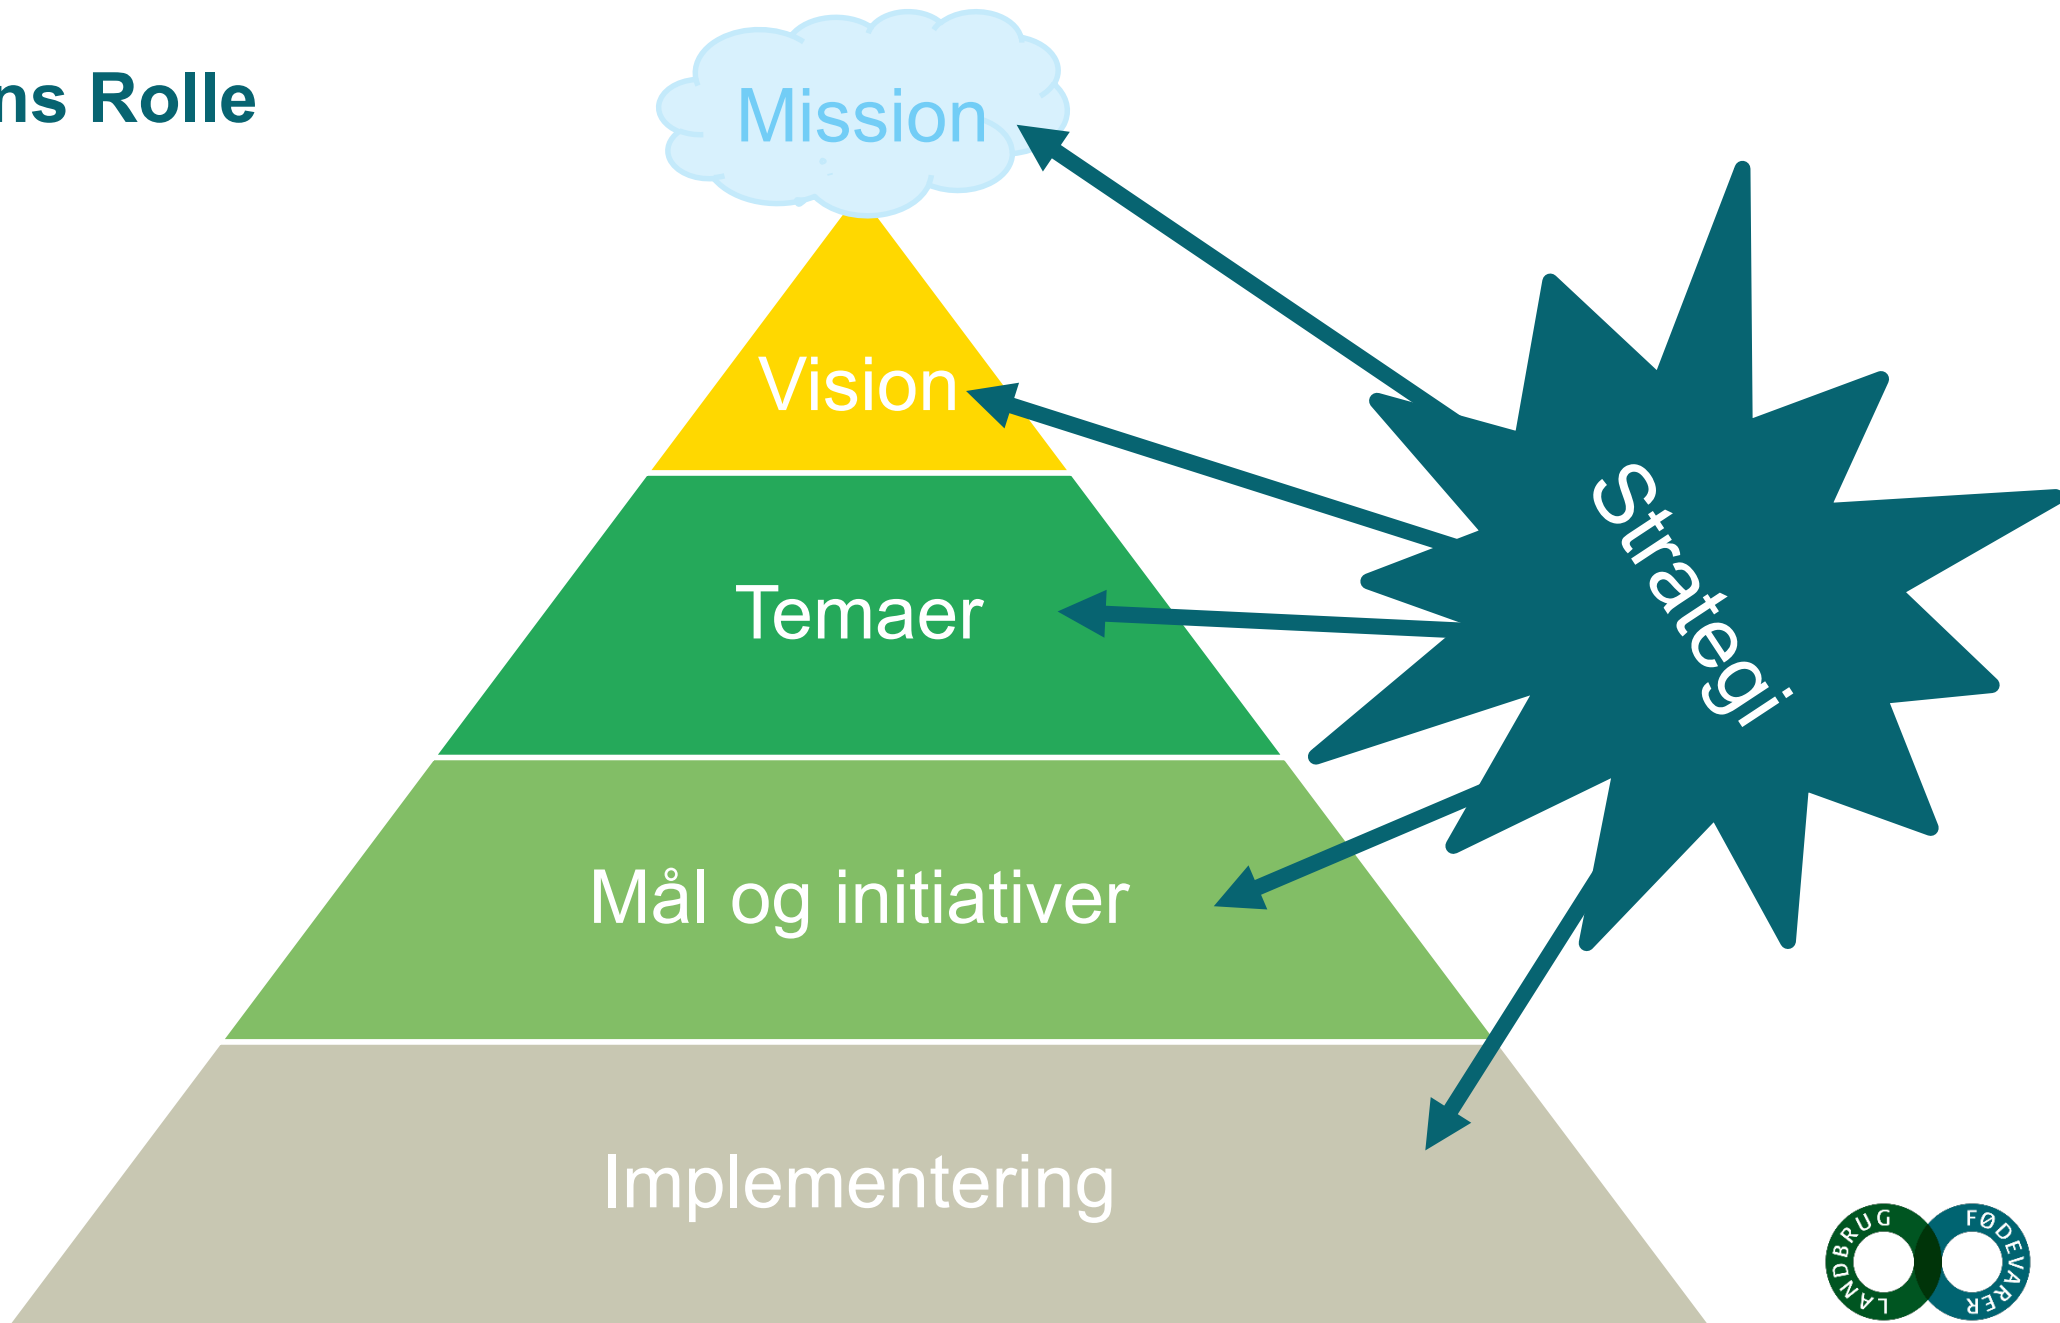 ns Rolle
Mission
Vision
Temaer
Mål og initiativer
Implementering
Strategi
LANDBRUG
FØDEVARER